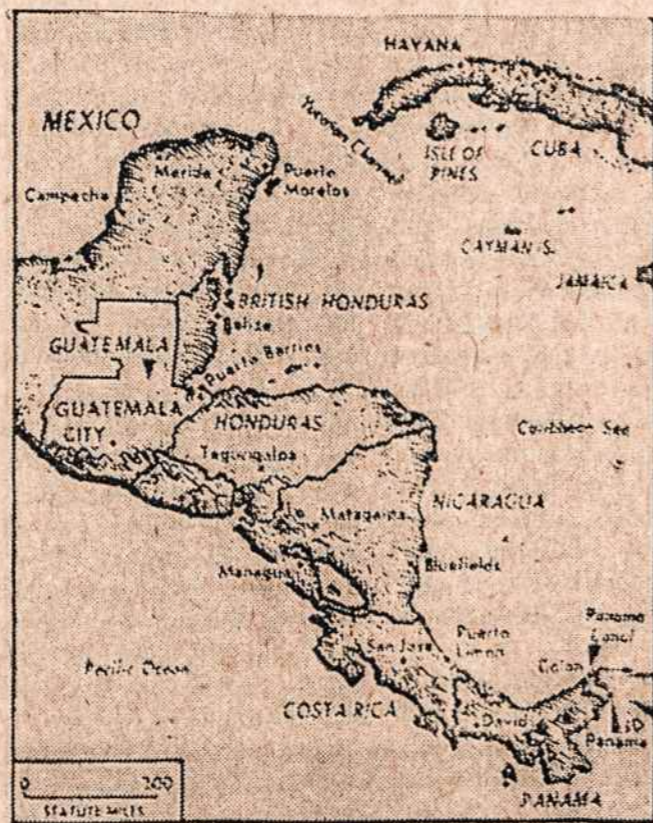 HAVANA
MEXICO
Yucatan Channel
Merida
Puerto
Morelos
ISLE OF
PINES
CUBA
Campeche
CAYMAN IS.
JAMAICA
BRITISH HONDURAS
Belize
GUATEMALA
Puerto Barrios
GUATEMALA
CITY
HONDURAS
Caribbean Sea
Tegucigalpa
NICARAGUA
Matagalpa
Managua
Bluefields
Panama
Canal
San Jose
Puerto
Limon
Colon
Pacific Ocean
COSTA RICA
David
Panama
PANAMA
0 200
STATUTE MILES